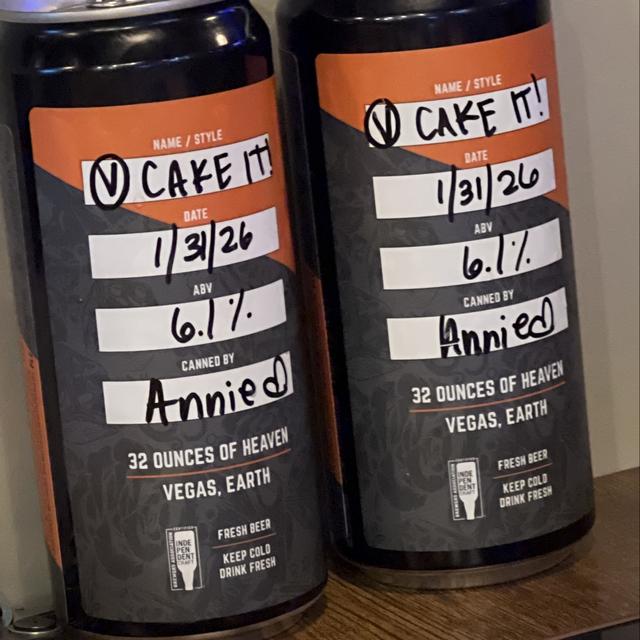 NAME / STYLE
Ⓥ CAKE IT!
DATE
1/31/26
ABV
6.1%
CANNED BY
Annied
32 OUNCES OF HEAVEN
VEGAS, EARTH
INDE
PEN
DENT
CRAFT
FRESH BEER
KEEP COLD
DRINK FRESH
NAME / STYLE
Ⓥ CAKE IT!
DATE
1/31/26
ABV
6.1%
CANNED BY
Annied
32 OUNCES OF HEAVEN
VEGAS, EARTH
INDE
PEN
DENT
CRAFT
FRESH BEER
KEEP COLD
DRINK FRESH